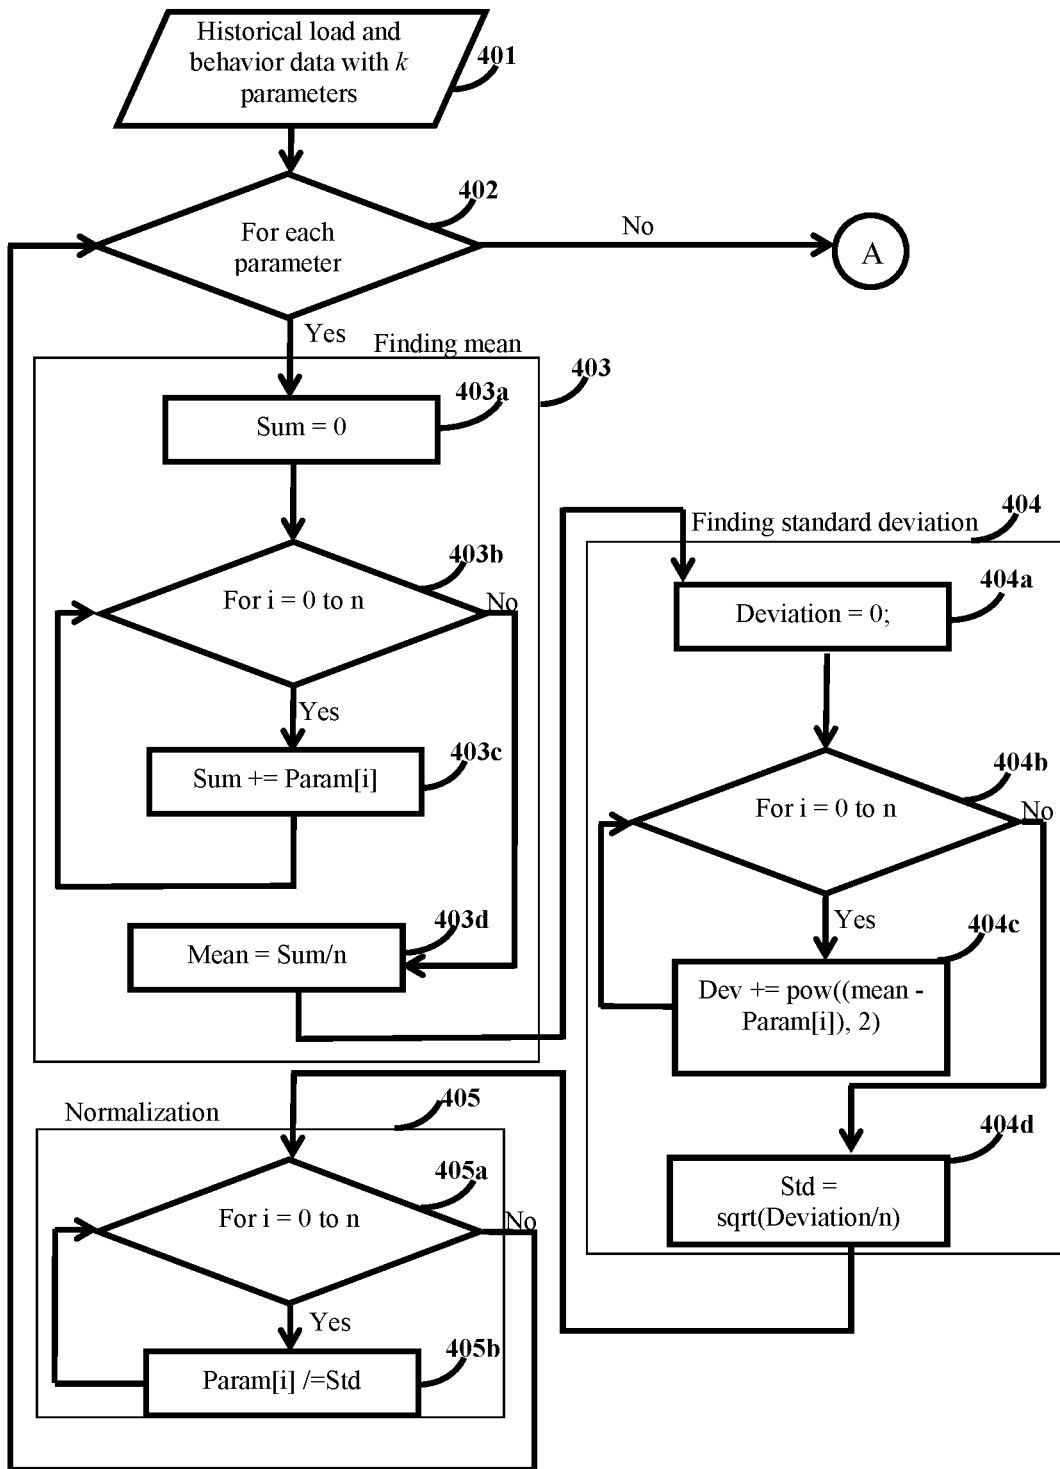 Historical load and
behavior data with k
parameters
401
402
For each
parameter
No
A
Yes
Finding mean
403
403a
Sum = 0
403b
For i = 0 to n
No
Yes
403c
Sum += Param[i]
403d
Mean = Sum/n
404
Finding standard deviation
404a
Deviation = 0;
404b
For i = 0 to n
No
Yes
404c
Dev += pow((mean -
Param[i]), 2)
404d
Std =
sqrt(Deviation/n)
405
Normalization
405a
For i = 0 to n
No
Yes
405b
Param[i] /=Std